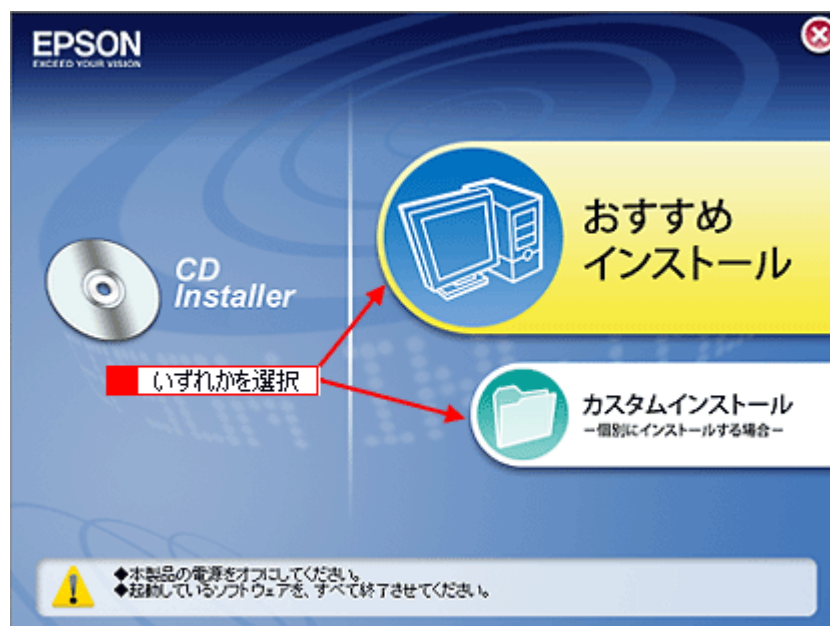 EPSON
EXCEED YOUR VISION
おすすめ
インストール
CD
Installer
いずれかを選択
カスタムインストール
－個別にインストールする場合－
◆本製品の電源をオフにしてください。
◆起動しているソフトウェアを、すべて終了させてください。